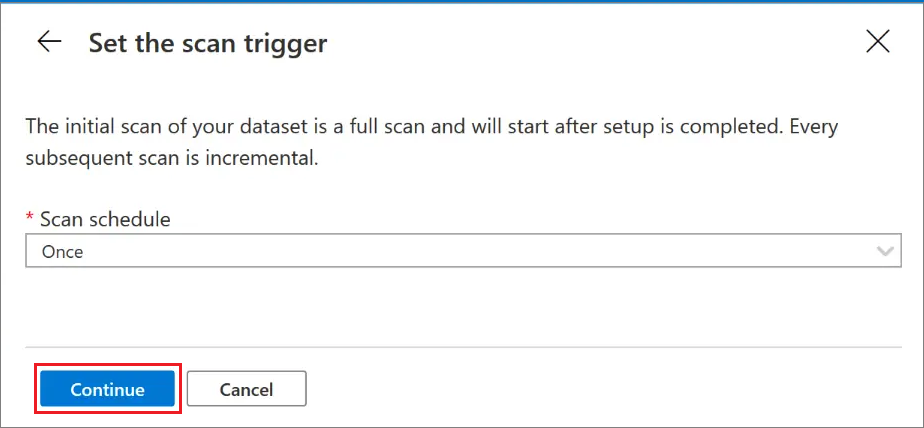 Set the scan trigger
The initial scan of your dataset is a full scan and will start after setup is completed. Every
subsequent scan is incremental.
* Scan schedule
Once
Continue
Cancel